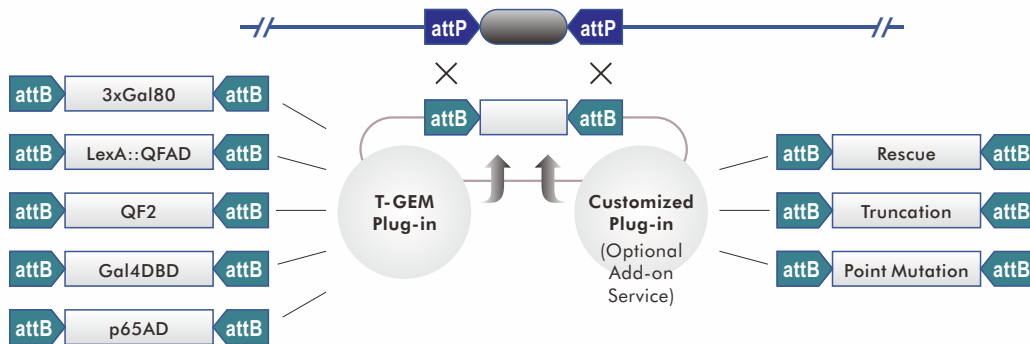 attP attP
attB attB
attB 3xGal80 attB
attB LexA::QFAD attB
attB QF2 attB
attB Gal4DBD attB
attB p65AD attB
T-GEM
Plug-in
Customized
Plug-in
(Optional
Add-on
Service)
attB Rescue attB
attB Truncation attB
attB Point Mutation attB